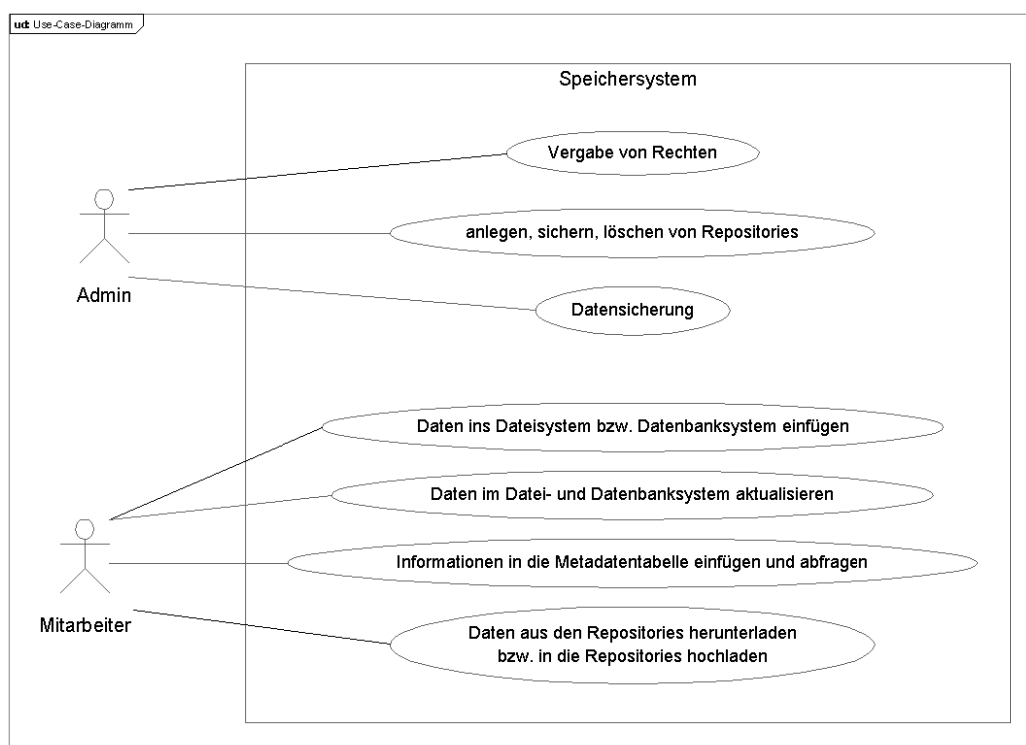 ud: Use-Case-Diagramm
Speichersystem
Vergabe von Rechten
anlegen, sichern, löschen von Repositories
Admin
Datensicherung
Daten ins Dateisystem bzw. Datenbanksystem einfügen
Daten im Datei- und Datenbanksystem aktualisieren
Informationen in die Metadatentabelle einfügen und abfragen
Mitarbeiter
Daten aus den Repositories herunterladen
bzw. in die Repositories hochladen